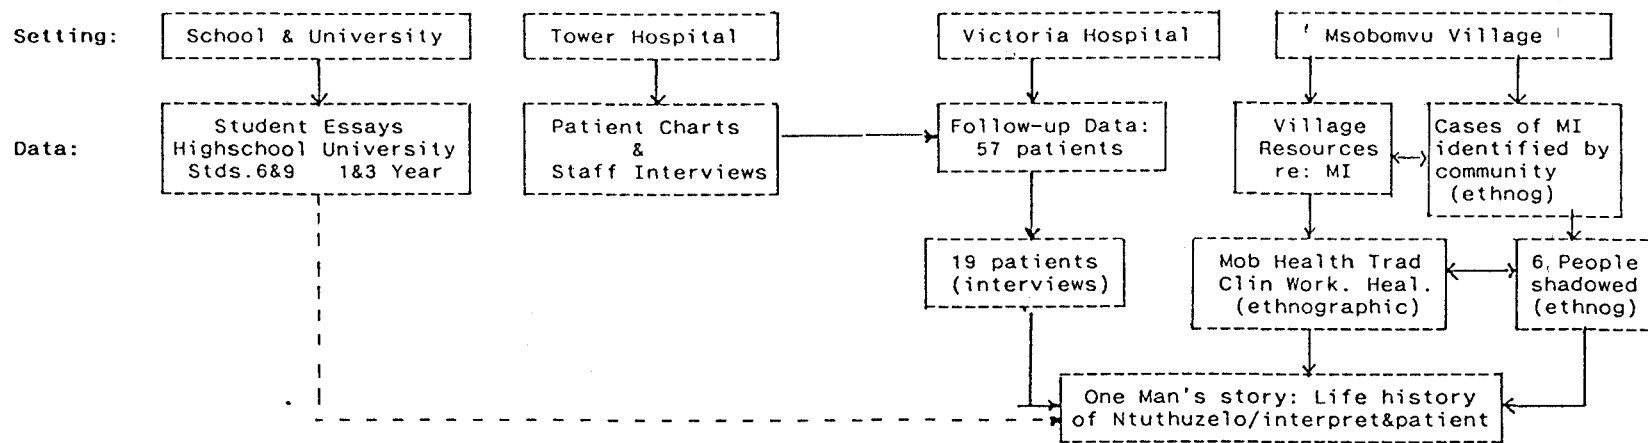 Setting:
School & University
Tower Hospital
Victoria Hospital
Msobomvu Village
Data:
Student Essays
Highschool University
Stds.6&9 1&3 Year
Patient Charts
&
Staff Interviews
Follow-up Data:
57 patients
Village
Resources
re: MI
Cases of MI
identified by
community
(ethnog)
19 patients
(interviews)
Mob Health Trad
Clin Work. Heal.
(ethnographic)
6 People
shadowed
(ethnog)
One Man's story: Life history
of Ntuthuzelo/interpret&patient